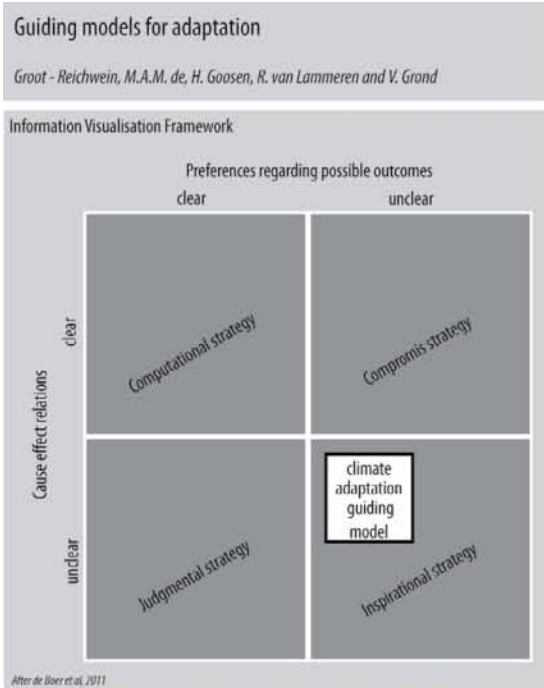 Guiding models for adaptation
Groot - Reichwein, M.A.M. de, H. Goosen, R. van Lammeren and V. Grond
Information Visualisation Framework
Preferences regarding possible outcomes
clear unclear
Cause effect relations
clear
Computational strategy
Compromis strategy
unclear
Judgmental strategy
climate
adaptation
guiding
model
Inspirational strategy
After de Boer et al, 2011